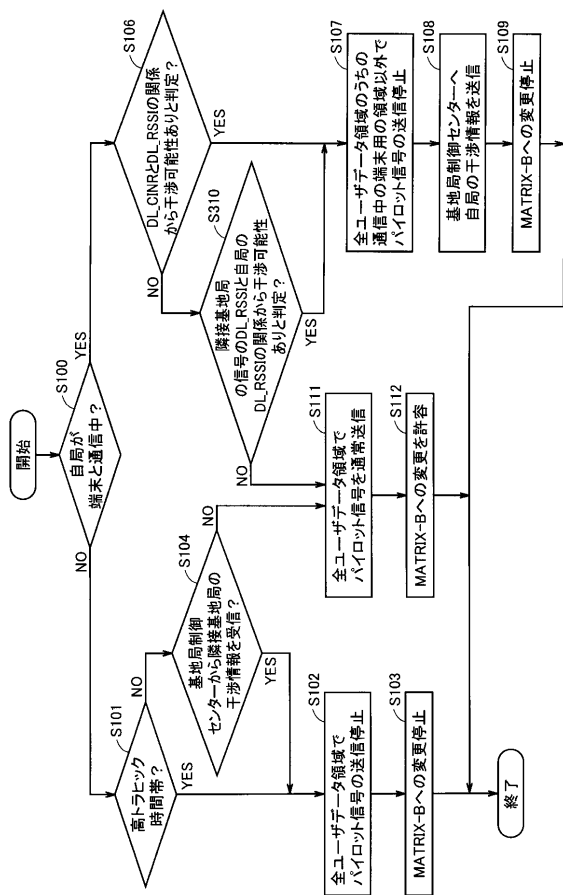 開始
S100
自局が
端末と通信中？
NO
YES
S101
高トラヒック
時間帯？
NO
YES
S104
基地局制御
センターから隣接基地局の
干渉情報を受信？
NO
YES
S102
全ユーザデータ領域で
パイロット信号の送信停止
S103
MATRIX-Bへの変更停止
終了
S106
DL_CINRとDL_RSSIの関係
から干渉可能性ありと判定？
NO
YES
S310
隣接基地局
の信号のDL_RSSIと自局の
DL_RSSIの関係から干渉可能性
ありと判定？
NO
YES
S111
全ユーザデータ領域で
パイロット信号を通常送信
S112
MATRIX-Bへの変更を許容
S107
全ユーザデータ領域のうちの
通信中の端末用の領域以外で
パイロット信号の送信停止
S108
基地局制御センターへ
自局の干渉情報を送信
S109
MATRIX-Bへの変更停止